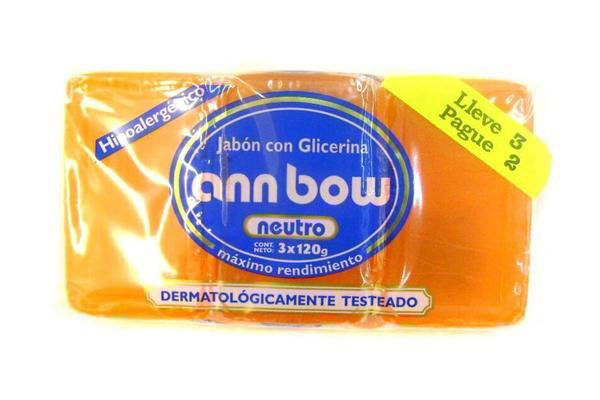 Hipoalergénico
Lleve 3
Pague 2
Jabón con Glicerina
ann bow
neutro
CONT. NETO: 3x120g
máximo rendimiento
DERMATOLÓGICAMENTE TESTEADO